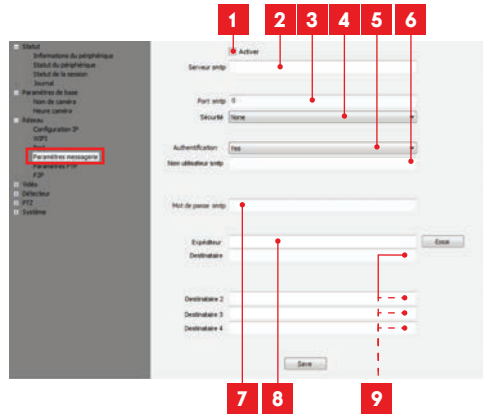 1 2 3 4 5 6
Statut
Informations du périphérique
Statut du périphérique
Statut de la session
Journal
Paramètres de base
Nom de caméra
Heure caméra
Réseau
Configuration IP
WIFI
Paramètres messagerie
Paramètres FTP
P2P
Vidéo
Détecteur
PTZ
Système
Activer
Serveur smtp
Port smtp 0
Sécurité None
Authentification Yes
Nom utilisateur smtp
Mot de passe smtp
Expéditeur Essai
Destinataire
Destinataire 2
Destinataire 3
Destinataire 4
Save
7 8 9